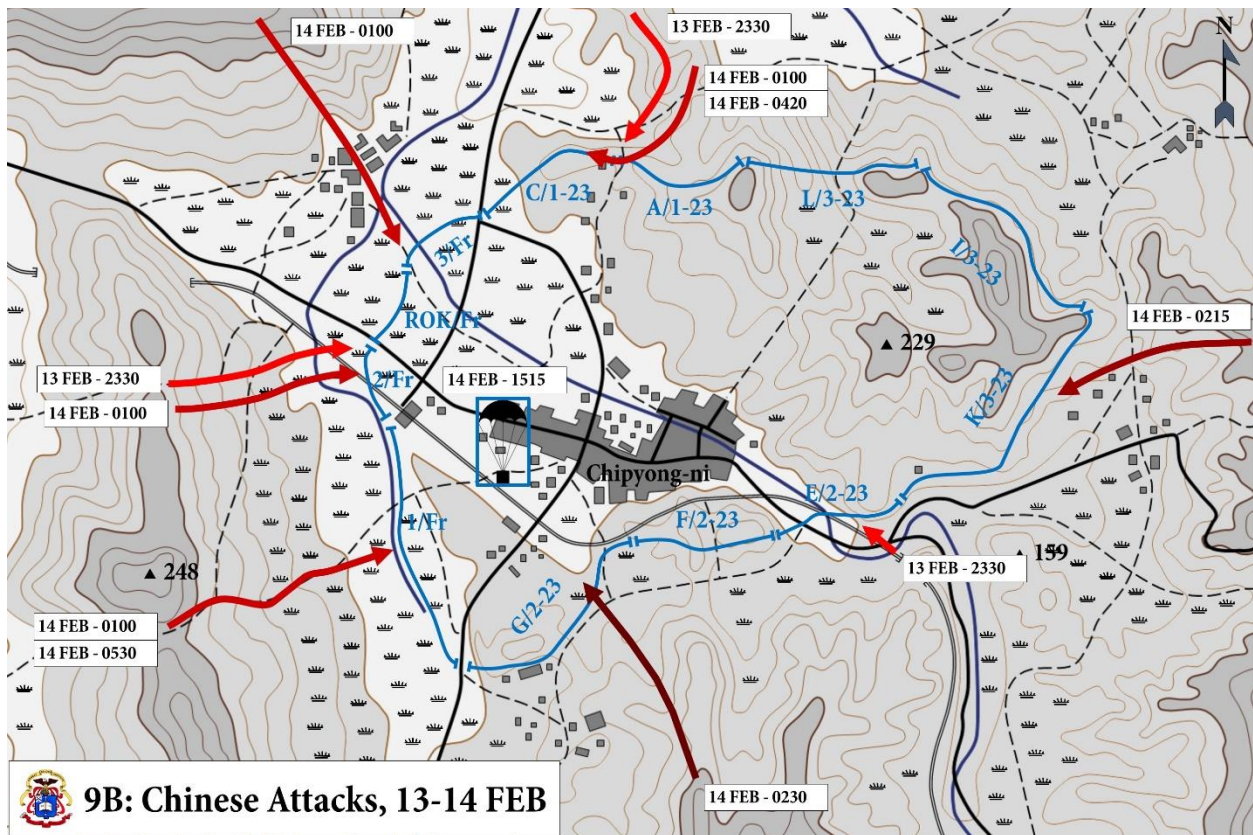 14 FEB - 0100
13 FEB - 2330
N
14 FEB - 0100
14 FEB - 0420
C/1-23
A/1-23
L/3-23
3/Fr
I/3-23
ROK/Fr
14 FEB - 0215
229
13 FEB - 2330
2/Fr
14 FEB - 1515
14 FEB - 0100
K/3-23
Chipyong-ni
E/2-23
1/Fr
F/2-23
159
13 FEB - 2330
248
G/2-23
14 FEB - 0100
14 FEB - 0530
14 FEB - 0230
9B: Chinese Attacks, 13-14 FEB